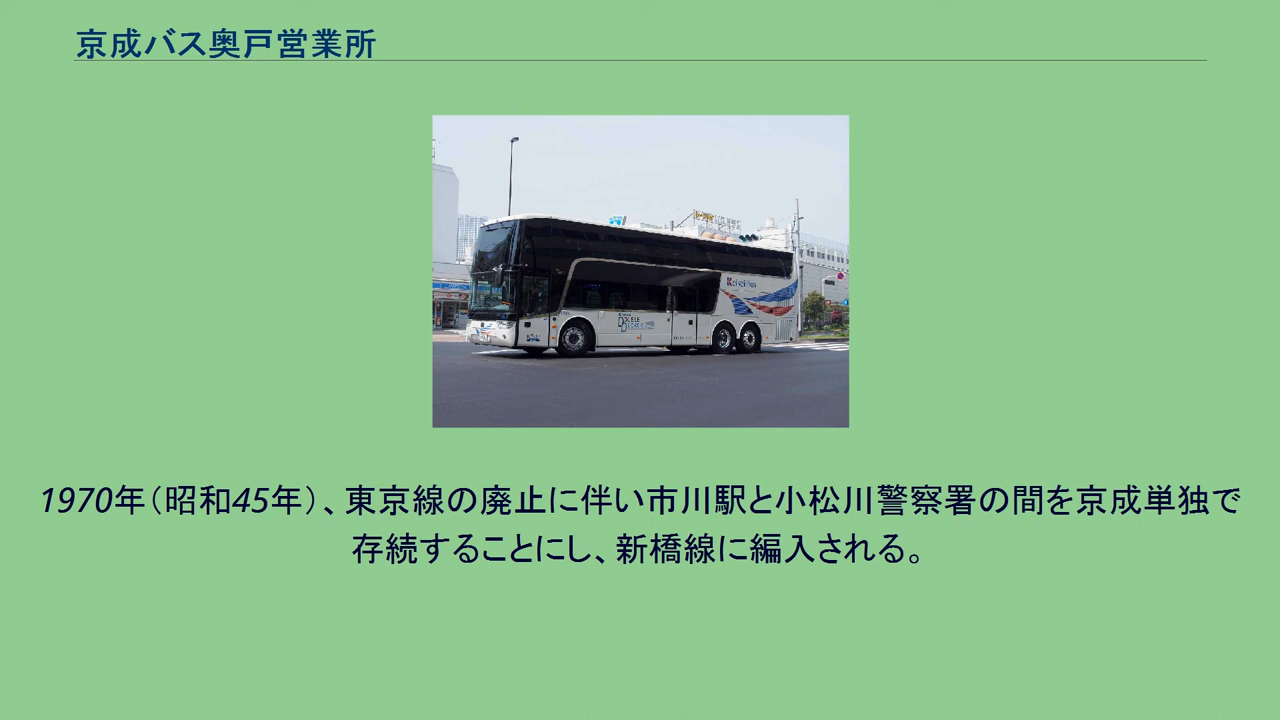 京成バス奥戸営業所
Keisei Bus
1970年（昭和45年）、東京線の廃止に伴い市川駅と小松川警察署の間を京成単独で
存続することにし、新橋線に編入される。